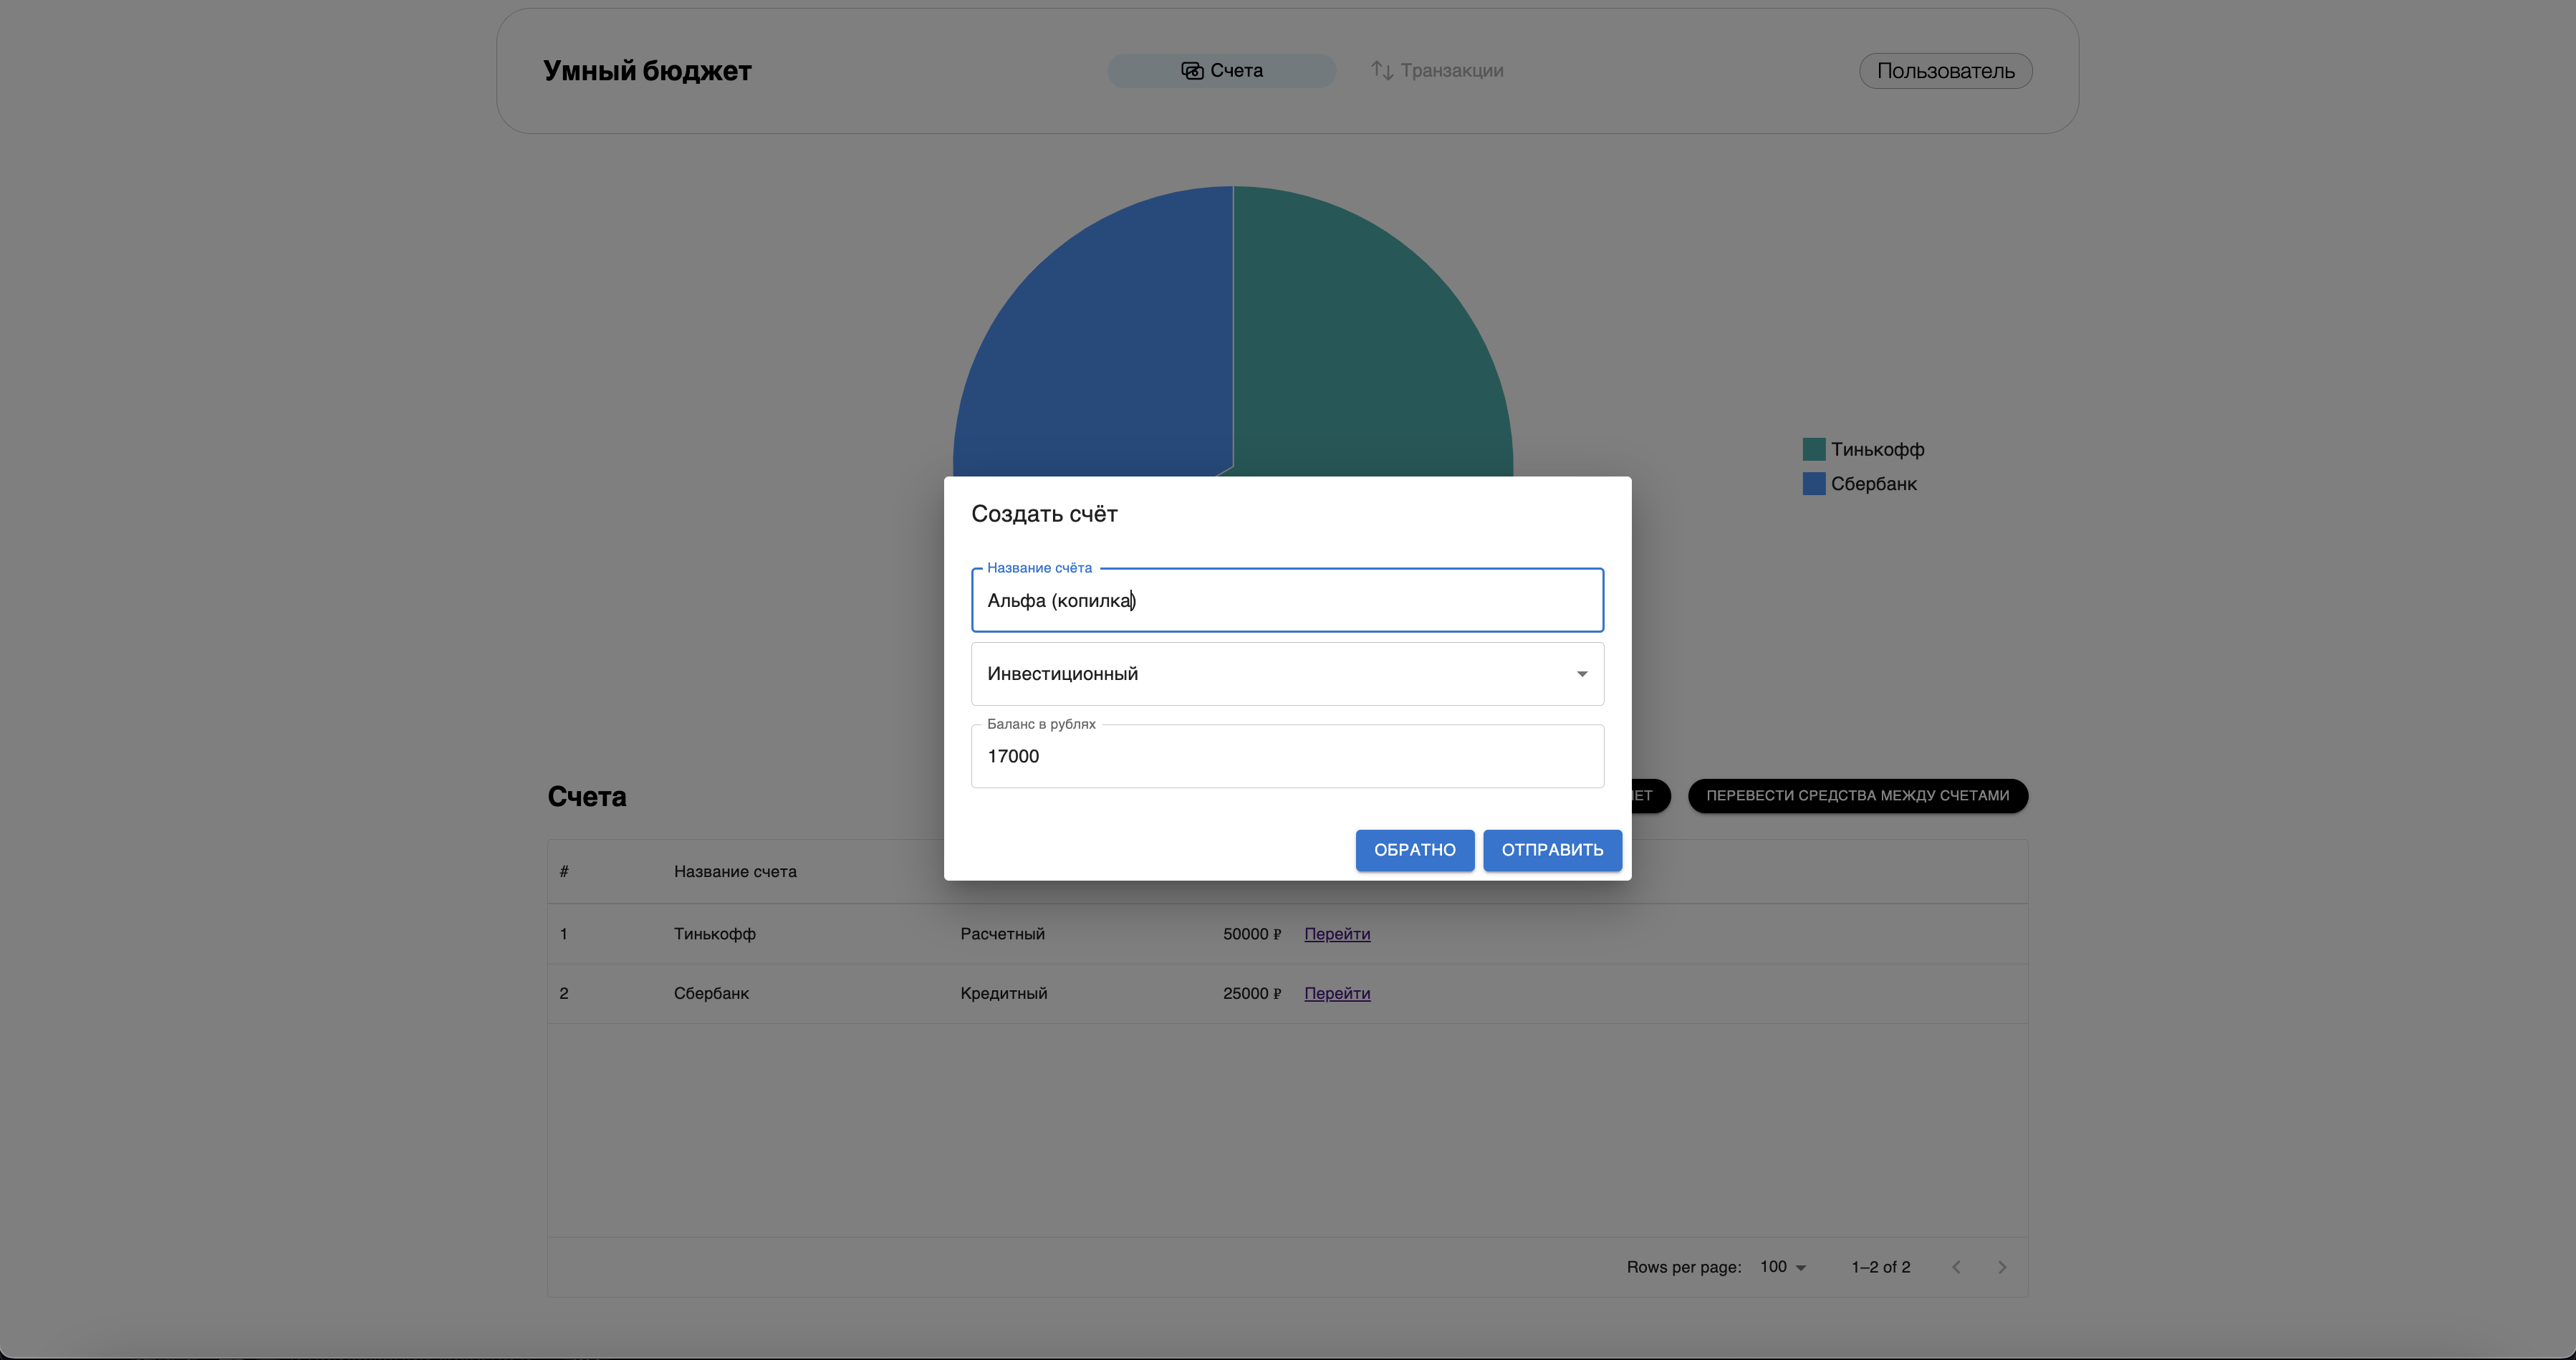 Умный бюджет
Счета
Транзакции
Пользователь
Тинькофф
Сбербанк
Создать счёт
Название счёта
Альфа (копилка)
Инвестиционный
Баланс в рублях
17000
ОБРАТНО
ОТПРАВИТЬ
Счета
ПЕРЕВЕСТИ СРЕДСТВА МЕЖДУ СЧЕТАМИ
# Название счета
1 Тинькофф Расчетный 50000 ₽ Перейти
2 Сбербанк Кредитный 25000 ₽ Перейти
Rows per page: 100 1–2 of 2